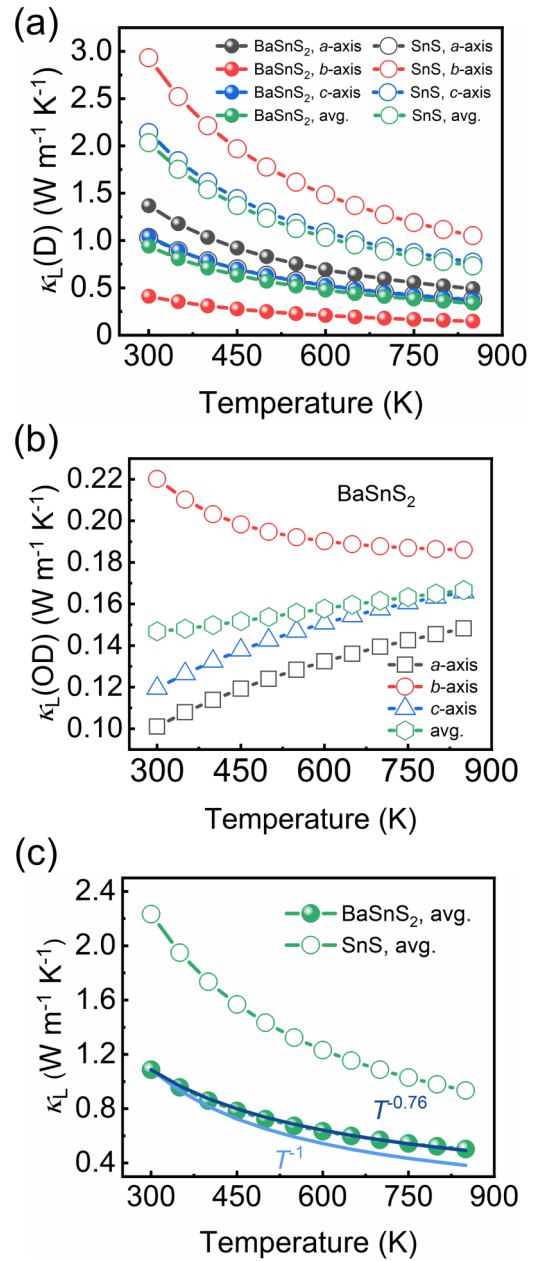 (a)
κL(D) (W m-1 K-1)
3.0
2.5
2.0
1.5
1.0
0.5
0
BaSnS2, a-axis
SnS, a-axis
BaSnS2, b-axis
SnS, b-axis
BaSnS2, c-axis
SnS, c-axis
BaSnS2, avg.
SnS, avg.
300 450 600 750 900
Temperature (K)
(b)
κL(OD) (W m-1 K-1)
0.22
0.20
0.18
0.16
0.14
0.12
0.10
BaSnS2
a-axis
b-axis
c-axis
avg.
300 450 600 750 900
Temperature (K)
(c)
κL (W m-1 K-1)
2.4
2.0
1.6
1.2
0.8
0.4
BaSnS2, avg.
SnS, avg.
T-0.76
T-1
300 450 600 750 900
Temperature (K)